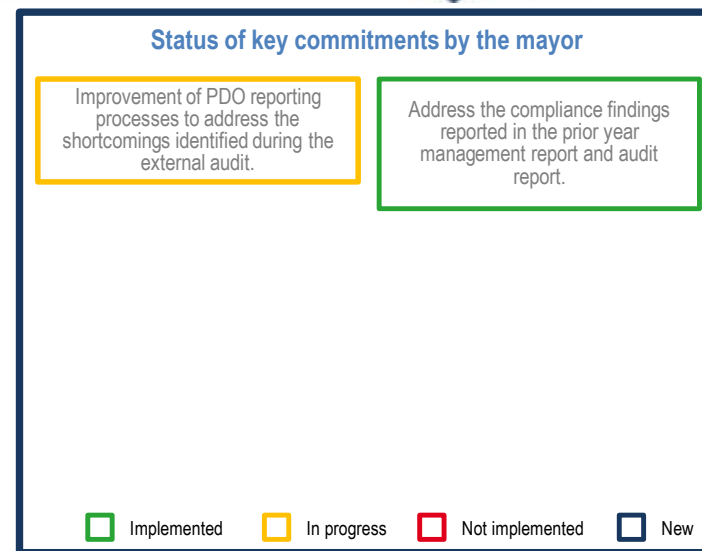 Status of key commitments by the mayor
Improvement of PDO reporting
processes to address the
shortcomings identified during the
external audit.
Address the compliance findings
reported in the prior year
management report and audit
report.
Implemented
In progress
Not implemented
New